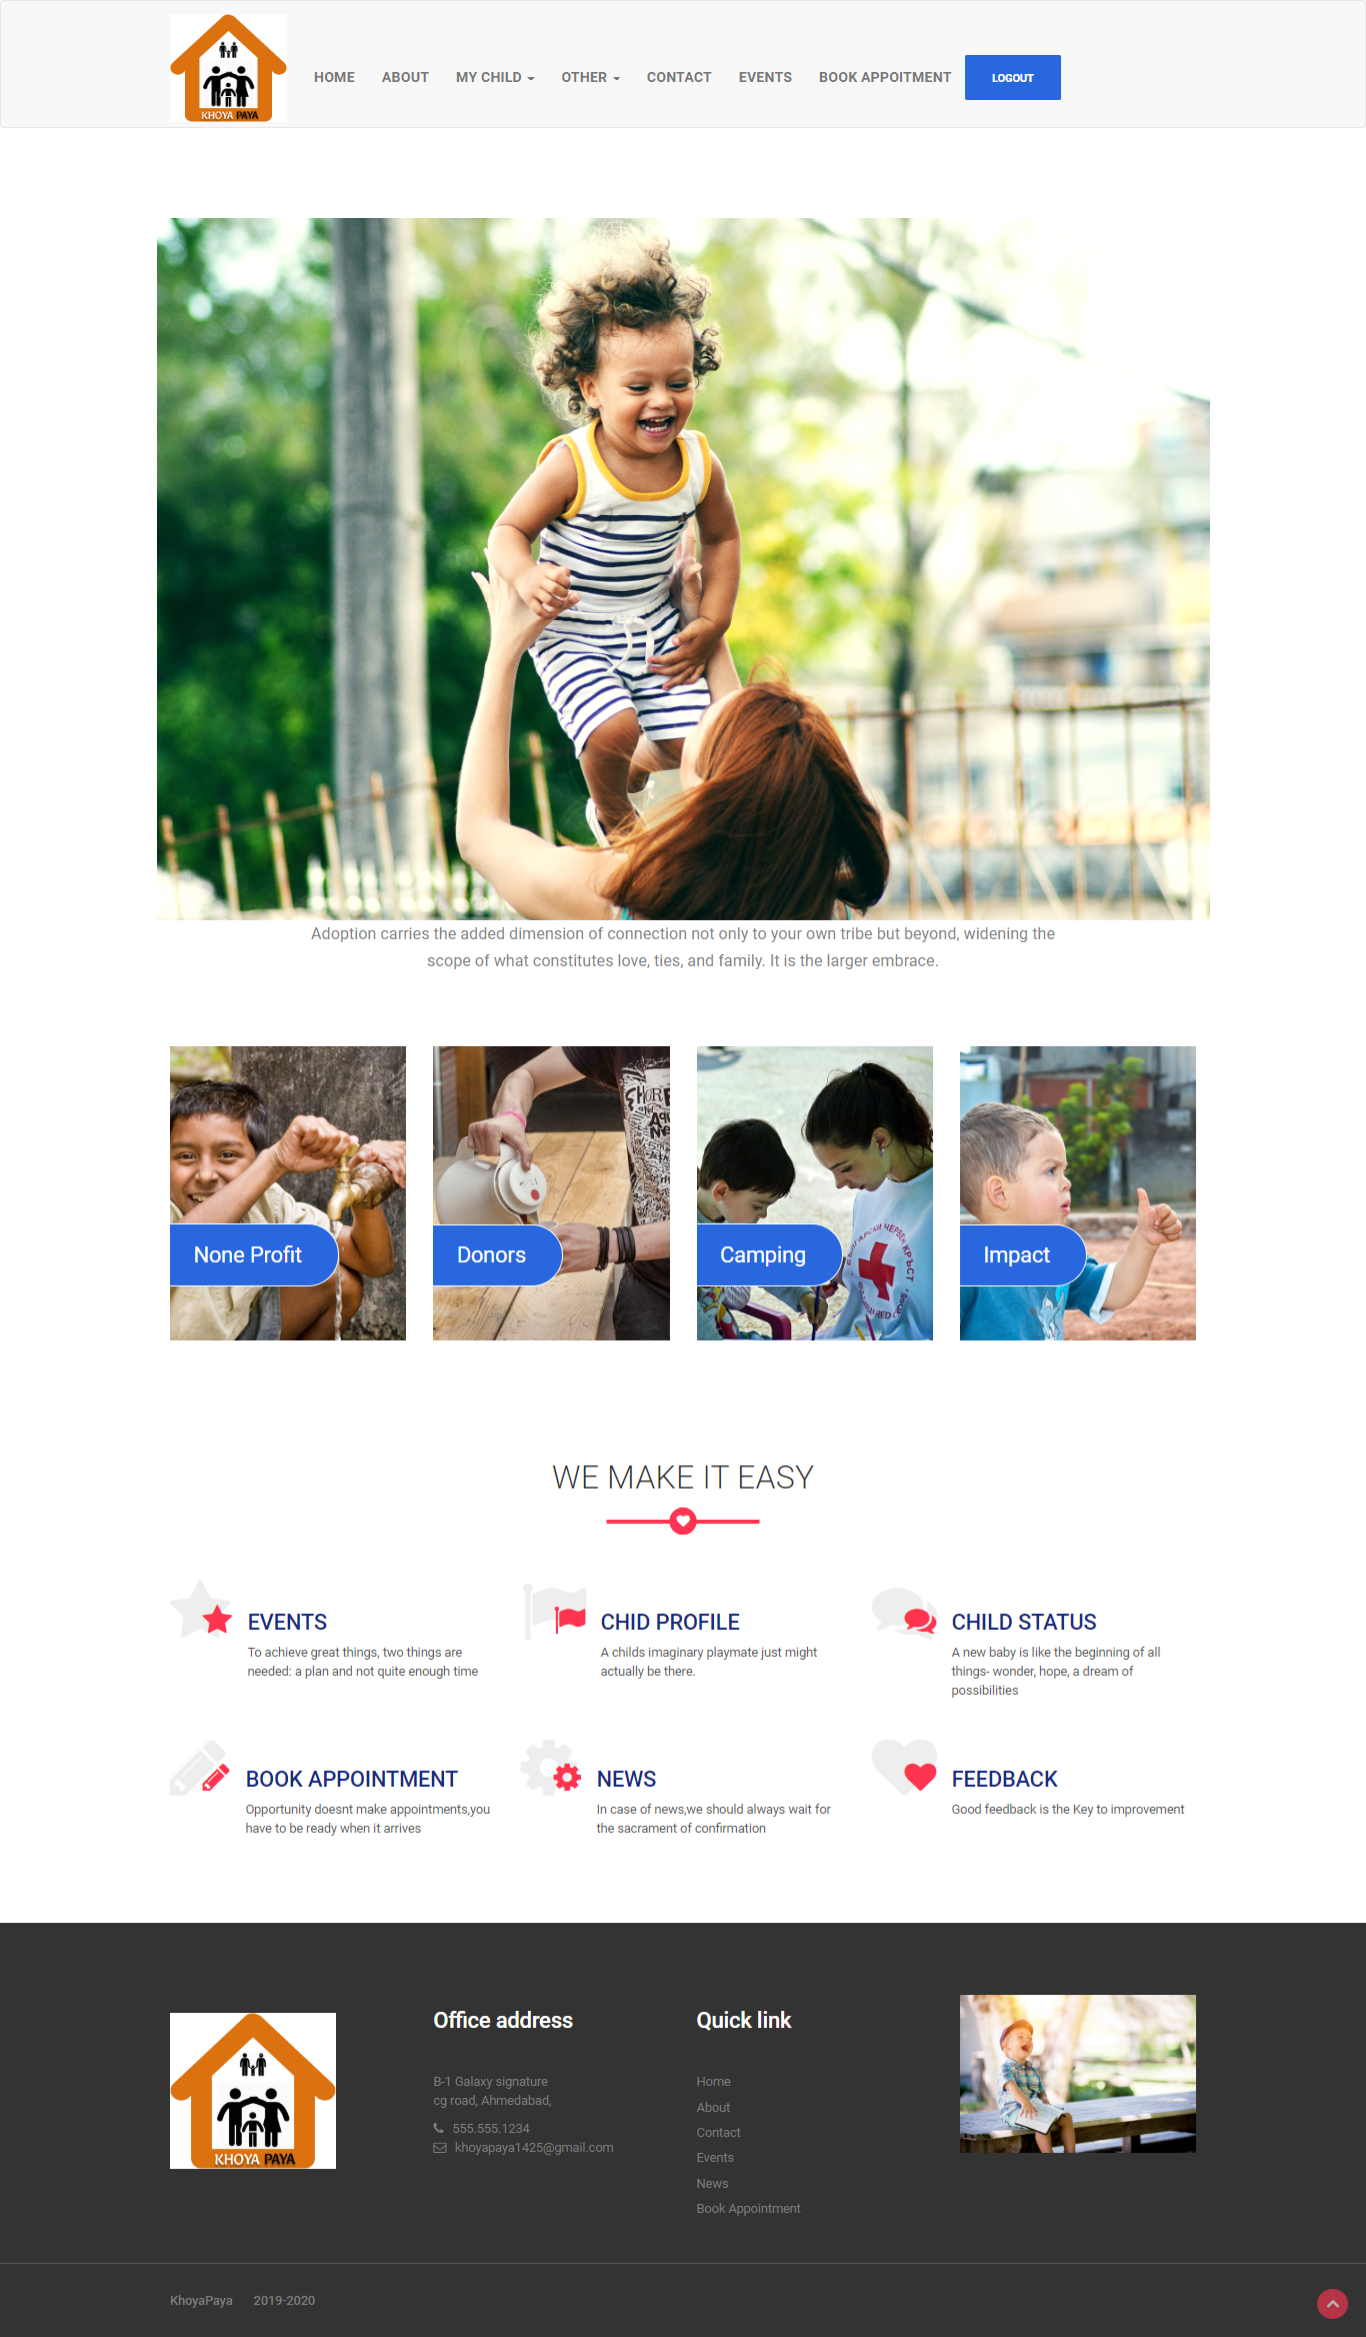 KHOYA PAYA
HOME
ABOUT
MY CHILD
OTHER
CONTACT
EVENTS
BOOK APPOITMENT
LOGOUT
Adoption carries the added dimension of connection not only to your own tribe but beyond, widening the
scope of what constitutes love, ties, and family. It is the larger embrace.
None Profit
Donors
Camping
Impact
WE MAKE IT EASY
EVENTS
To achieve great things, two things are
needed: a plan and not quite enough time
CHID PROFILE
A childs imaginary playmate just might
actually be there.
CHILD STATUS
A new baby is like the beginning of all
things- wonder, hope, a dream of
possibilities
BOOK APPOINTMENT
Opportunity doesnt make appointments,you
have to be ready when it arrives
NEWS
In case of news,we should always wait for
the sacrament of confirmation
FEEDBACK
Good feedback is the Key to improvement
KHOYA PAYA
Office address
B-1 Galaxy signature
cg road, Ahmedabad,
555.555.1234
khoyapaya1425@gmail.com
Quick link
Home
About
Contact
Events
News
Book Appointment
KhoyaPaya 2019-2020